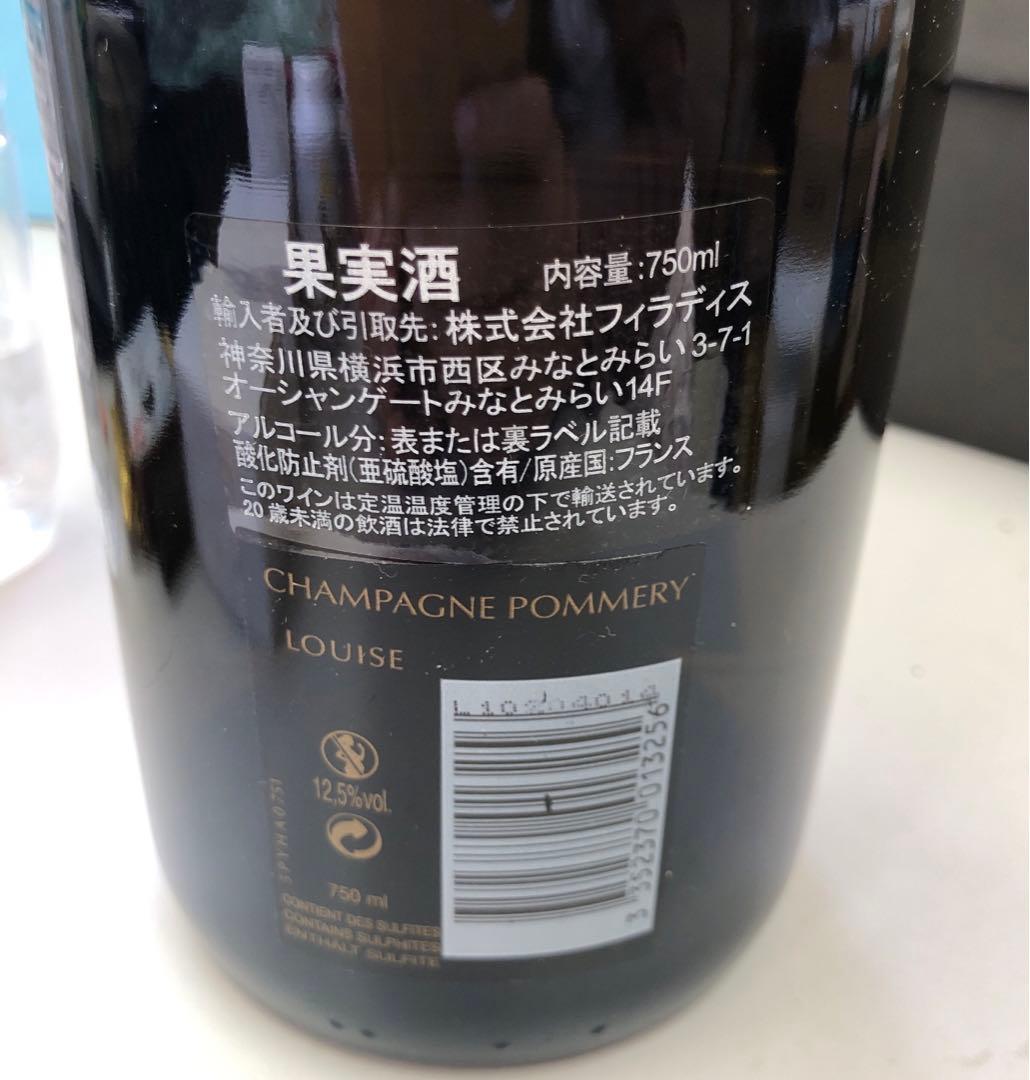 果実酒 内容量:750ml
輸入者及び引取先:株式会社フィラディス
神奈川県横浜市西区みなとみらい3-7-1
オーシャンゲートみなとみらい14F
アルコール分:表または裏ラベル記載
酸化防止剤(亜硫酸塩)含有/原産国:フランス
このワインは定温温度管理の下で輸送されています。
20歳未満の飲酒は法律で禁止されています。
CHAMPAGNE POMMERY
LOUISE
12,5%vol.
750 ml
CONTIENT DES SULFITES
CONTAINS SULPHITES
ENTHÄLT SULFITE
3 352370 013256